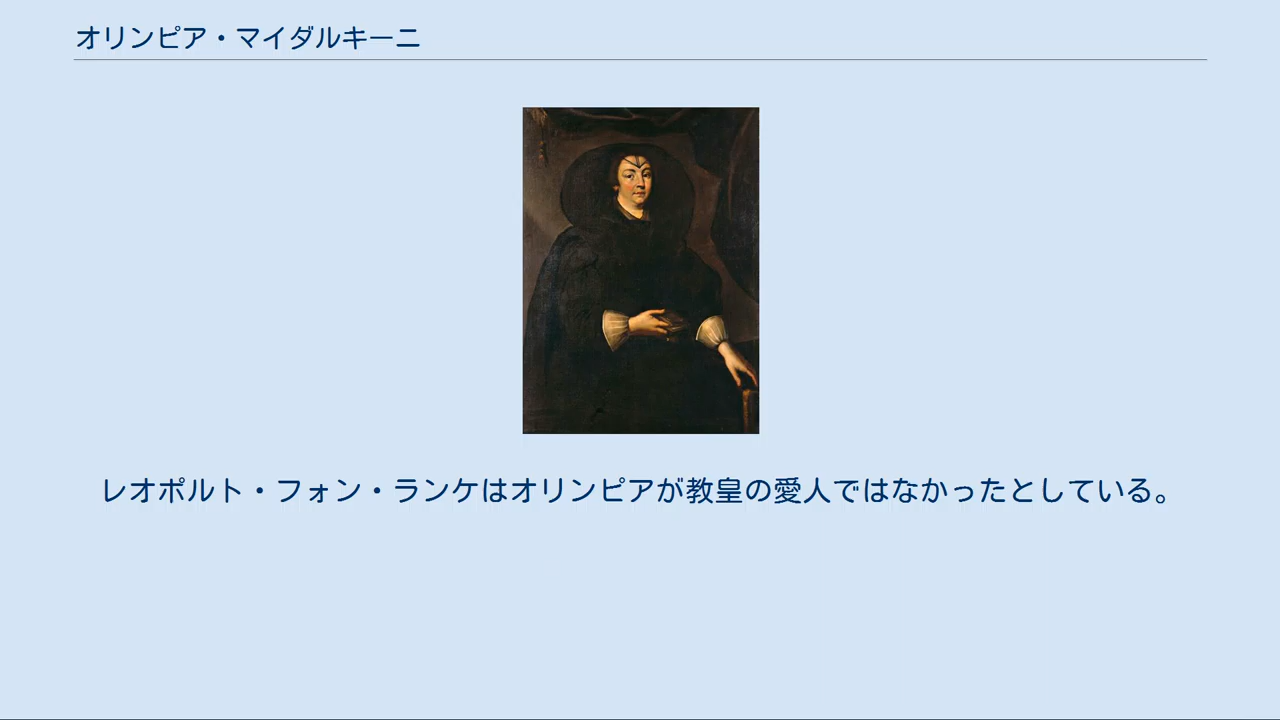 オリンピア・マイダルキーニ
レオポルト・フォン・ランケはオリンピアが教皇の愛人ではなかったとしている。